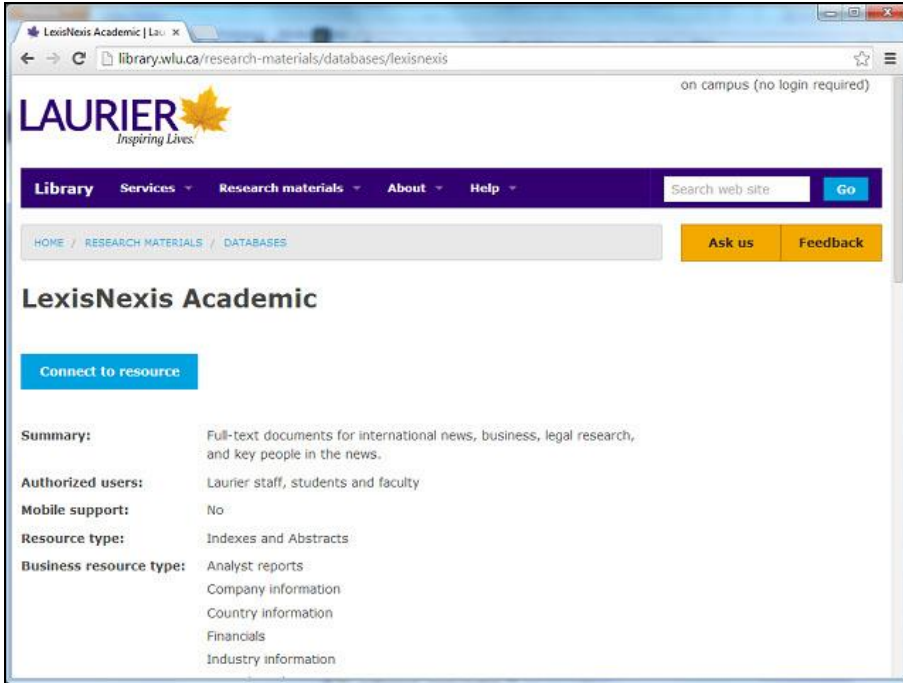 LexisNexis Academic | Lau
library.wlu.ca/research-materials/databases/lexisnexis
on campus (no login required)
LAURIER
Inspiring Lives.
Library Services Research materials About Help Search web site Go
HOME / RESEARCH MATERIALS / DATABASES Ask us Feedback
LexisNexis Academic
Connect to resource
Summary: Full-text documents for international news, business, legal research,
and key people in the news.
Authorized users: Laurier staff, students and faculty
Mobile support: No
Resource type: Indexes and Abstracts
Business resource type: Analyst reports
Company information
Country information
Financials
Industry information